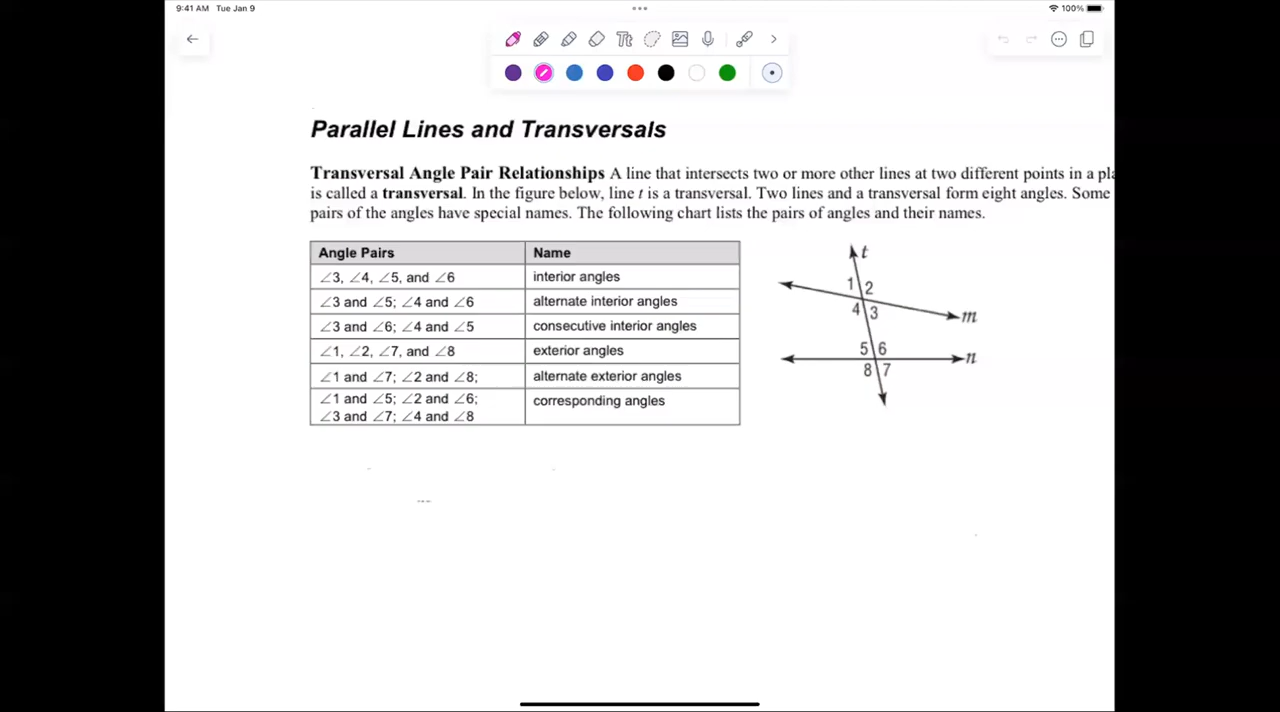 9:41 AM Tue Jan 9
100%
Tt
Parallel Lines and Transversals
Transversal Angle Pair Relationships A line that intersects two or more other lines at two different points in a
is called a transversal. In the figure below, line t is a transversal. Two lines and a transversal form eight angles. Some
pairs of the angles have special names. The following chart lists the pairs of angles and their names.
Angle Pairs Name
∠3, ∠4, ∠5, and ∠6 interior angles
∠3 and ∠5; ∠4 and ∠6 alternate interior angles
∠3 and ∠6; ∠4 and ∠5 consecutive interior angles
∠1, ∠2, ∠7, and ∠8 exterior angles
∠1 and ∠7; ∠2 and ∠8; alternate exterior angles
∠1 and ∠5; ∠2 and ∠6; corresponding angles
∠3 and ∠7; ∠4 and ∠8
t
1 2
4 3
m
5 6
n
8 7